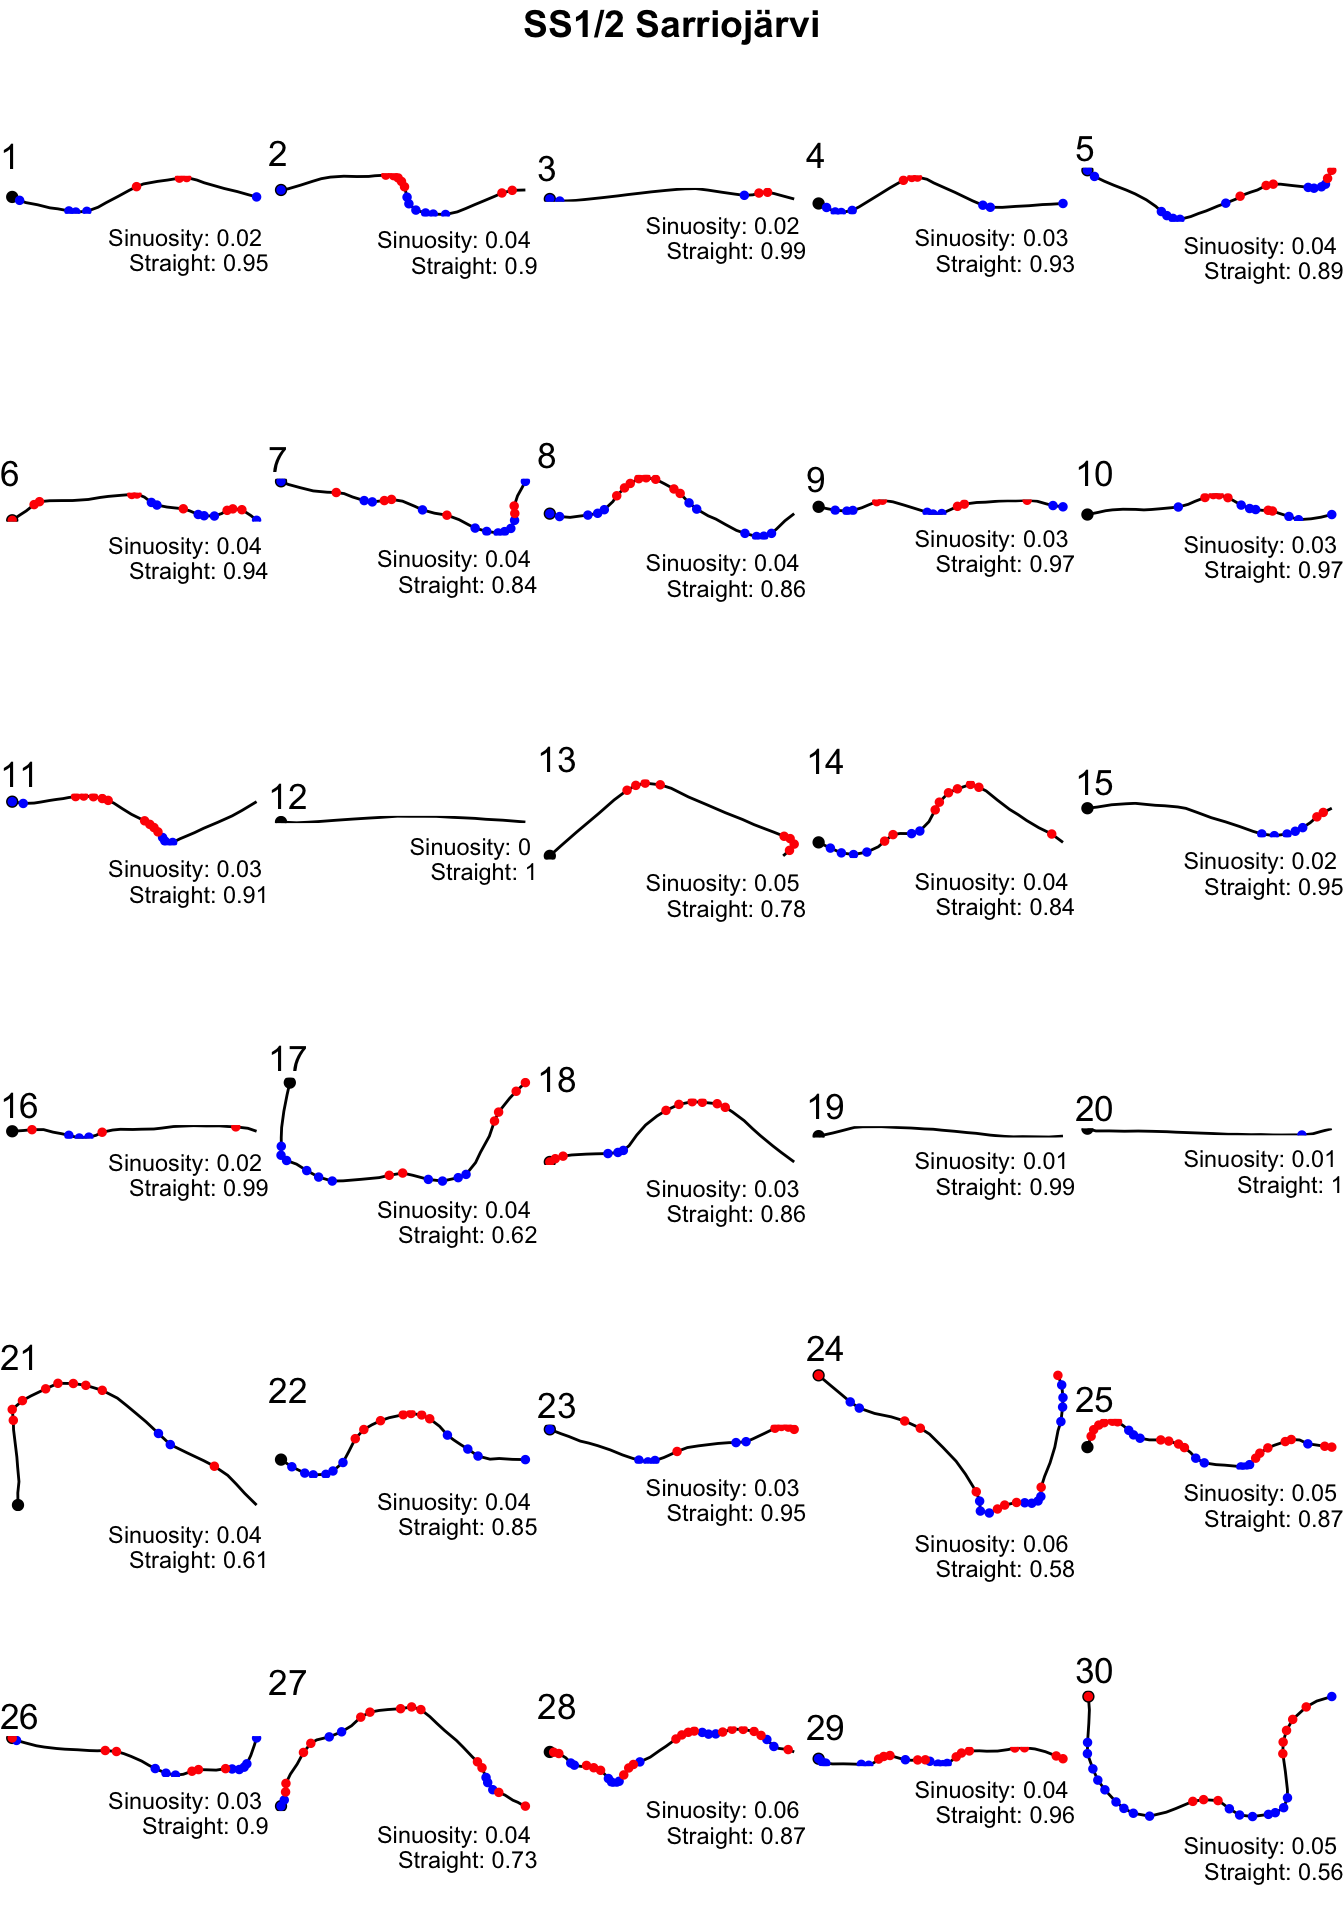 SS1/2 Sarriojärvi
1
Sinuosity: 0.02
Straight: 0.95
2
Sinuosity: 0.04
Straight: 0.9
3
Sinuosity: 0.02
Straight: 0.99
4
Sinuosity: 0.03
Straight: 0.93
5
Sinuosity: 0.04
Straight: 0.89
6
Sinuosity: 0.04
Straight: 0.94
7
Sinuosity: 0.04
Straight: 0.84
8
Sinuosity: 0.04
Straight: 0.86
9
Sinuosity: 0.03
Straight: 0.97
10
Sinuosity: 0.03
Straight: 0.97
11
Sinuosity: 0.03
Straight: 0.91
12
Sinuosity: 0
Straight: 1
13
Sinuosity: 0.05
Straight: 0.78
14
Sinuosity: 0.04
Straight: 0.84
15
Sinuosity: 0.02
Straight: 0.95
16
Sinuosity: 0.02
Straight: 0.99
17
Sinuosity: 0.04
Straight: 0.62
18
Sinuosity: 0.03
Straight: 0.86
19
Sinuosity: 0.01
Straight: 0.99
20
Sinuosity: 0.01
Straight: 1
21
Sinuosity: 0.04
Straight: 0.61
22
Sinuosity: 0.04
Straight: 0.85
23
Sinuosity: 0.03
Straight: 0.95
24
Sinuosity: 0.06
Straight: 0.58
25
Sinuosity: 0.05
Straight: 0.87
26
Sinuosity: 0.03
Straight: 0.9
27
Sinuosity: 0.04
Straight: 0.73
28
Sinuosity: 0.06
Straight: 0.87
29
Sinuosity: 0.04
Straight: 0.96
30
Sinuosity: 0.05
Straight: 0.56